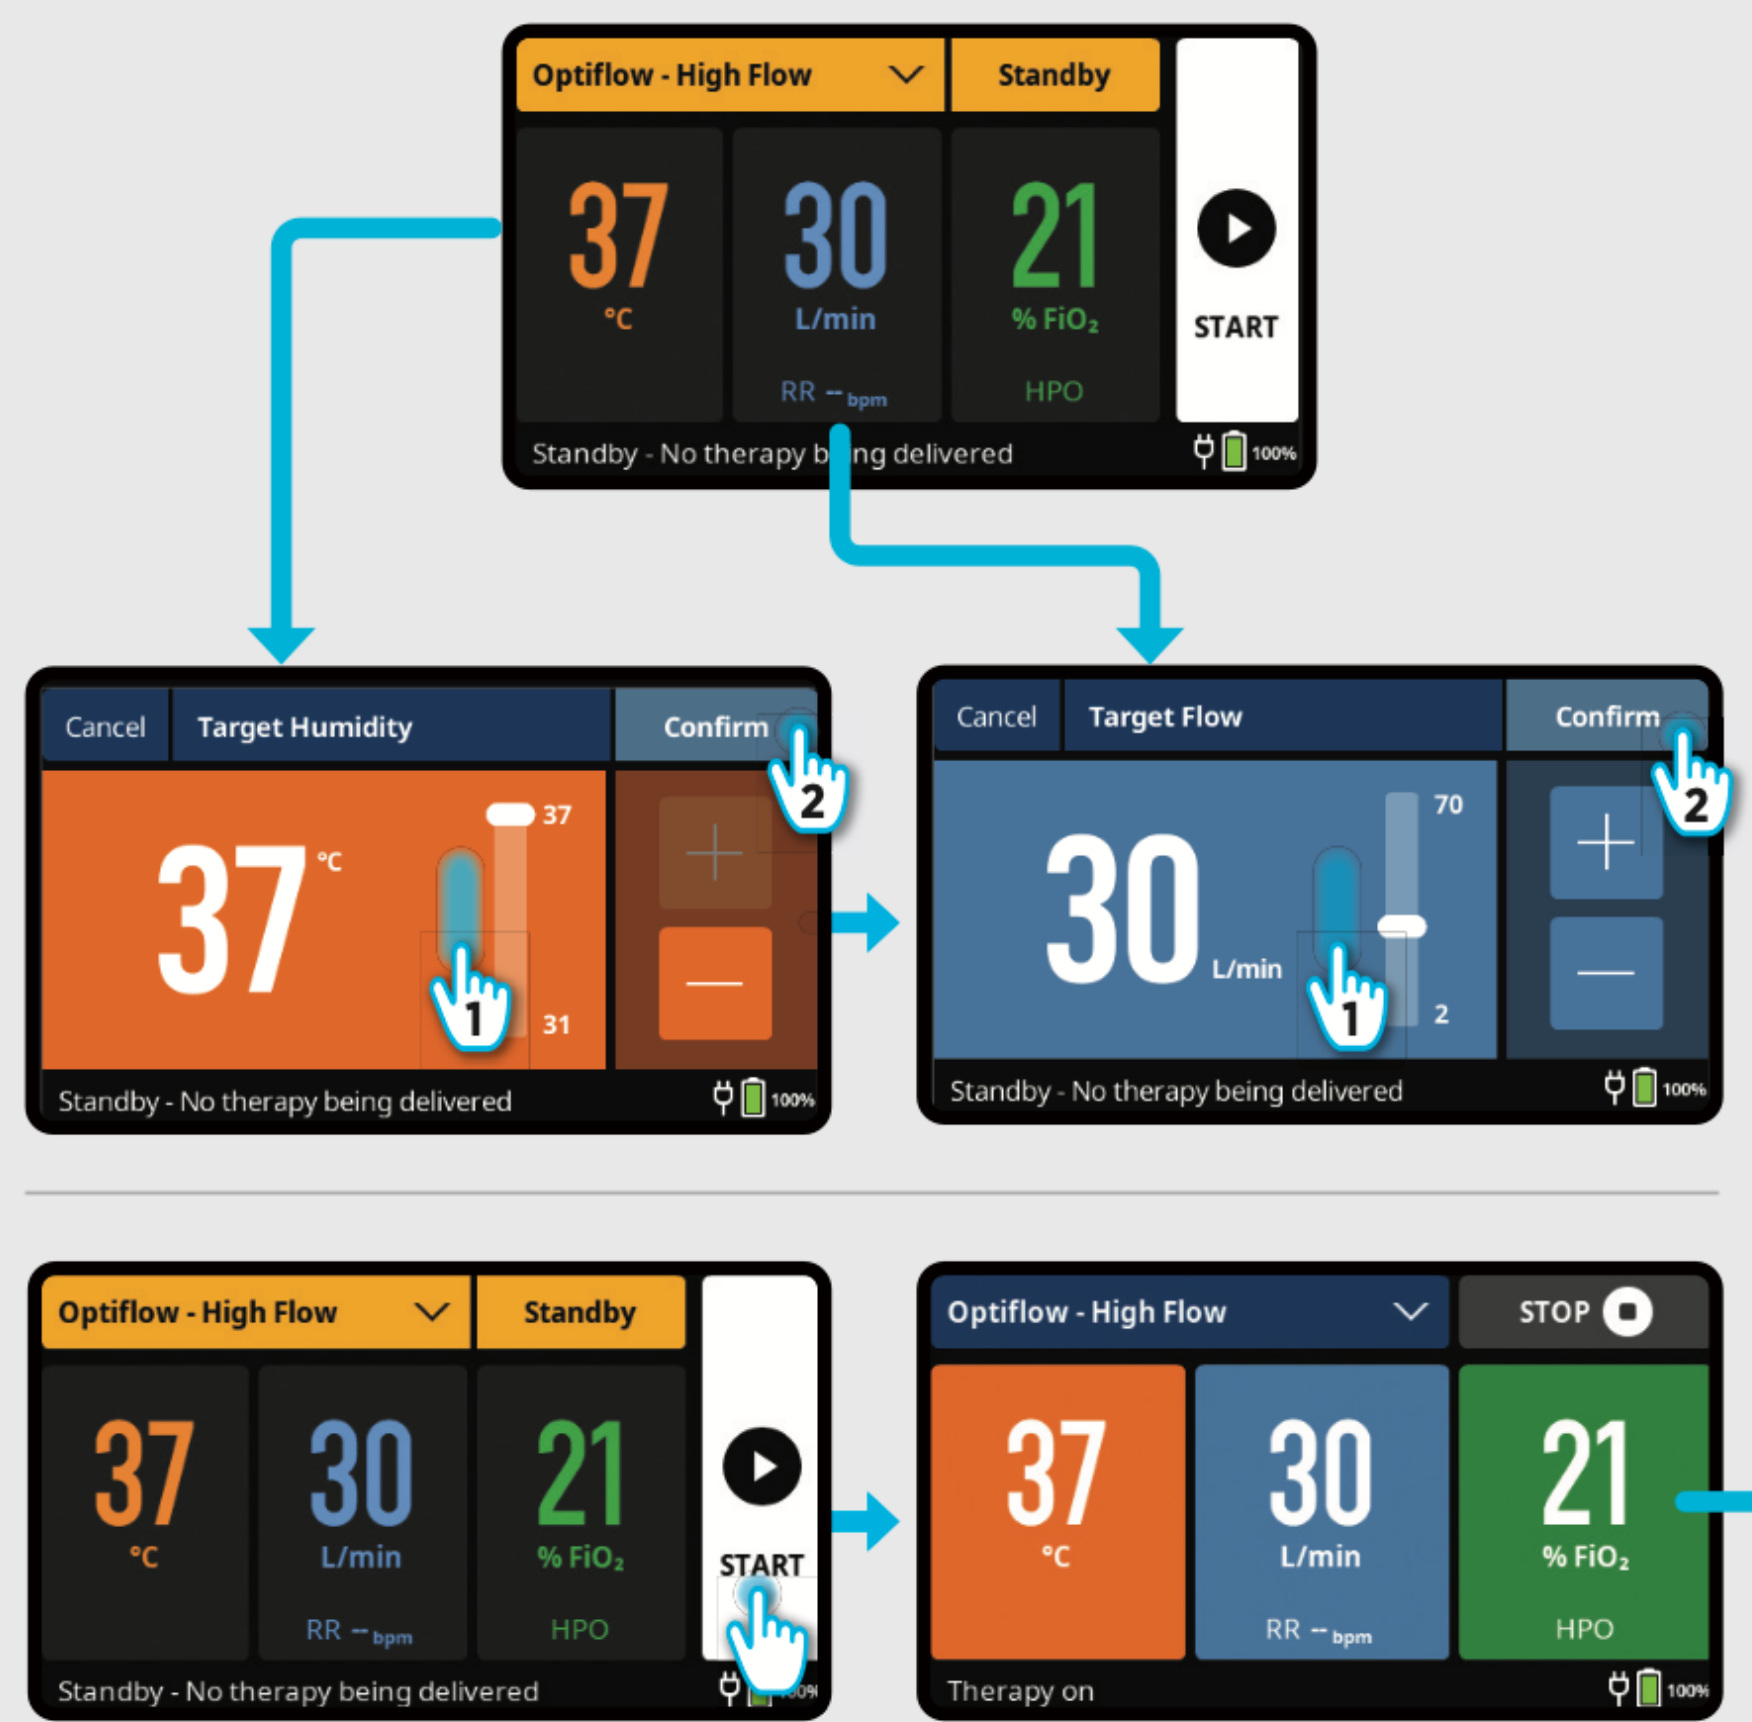 Optiflow - High Flow Standby
37 30 21
°C L/min % FiO₂ START
RR -- bpm HPO
Standby - No therapy being delivered 100%
Cancel Target Humidity Confirm
2
37
37 °C
1
31
Standby - No therapy being delivered 100%
Cancel Target Flow Confirm
2
70
30 L/min
1
2
Standby - No therapy being delivered 100%
Optiflow - High Flow Standby
37 30 21
°C L/min % FiO₂ START
RR -- bpm HPO
Standby - No therapy being delivered
Optiflow - High Flow STOP
37 30 21
°C L/min % FiO₂
RR -- bpm HPO
Therapy on 100%